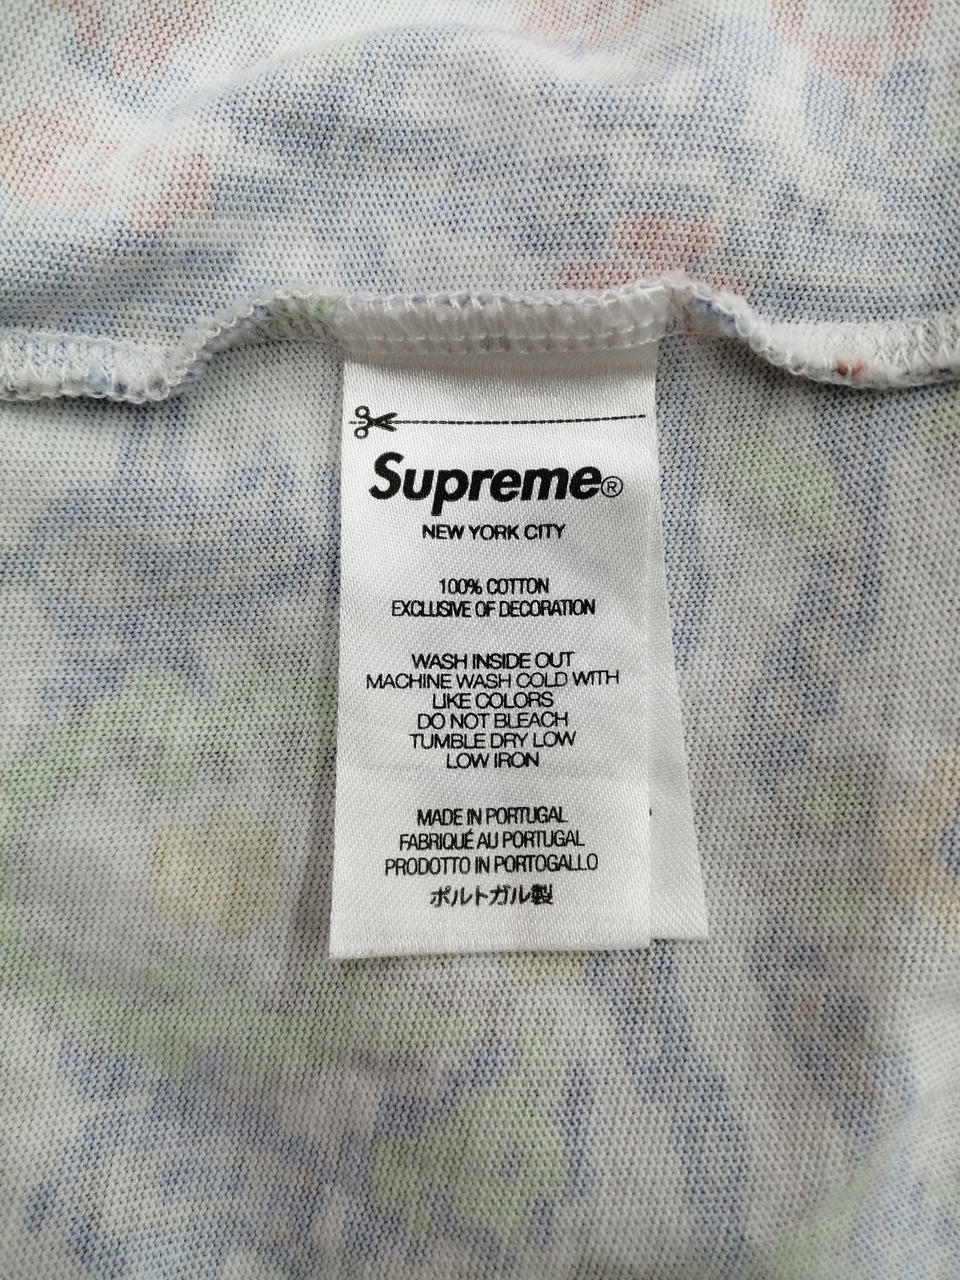 Supreme®
NEW YORK CITY
100% COTTON
EXCLUSIVE OF DECORATION
WASH INSIDE OUT
MACHINE WASH COLD WITH
LIKE COLORS
DO NOT BLEACH
TUMBLE DRY LOW
LOW IRON
MADE IN PORTUGAL
FABRIQUÉ AU PORTUGAL
PRODOTTO IN PORTOGALLO
ポルトガル製